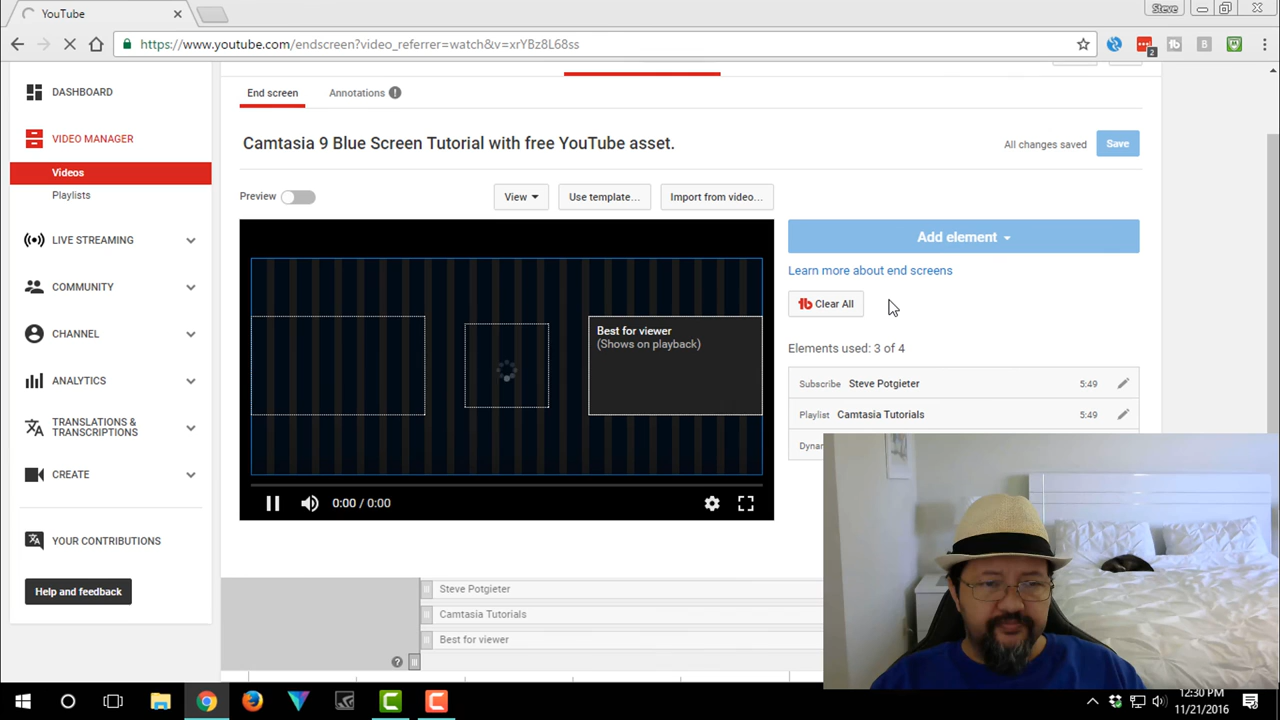 YouTube
Steve
https://www.youtube.com/endscreen?video_referrer=watch&v=xrYBz8L68ss
2
DASHBOARD
VIDEO MANAGER
Videos
Playlists
LIVE STREAMING
COMMUNITY
CHANNEL
ANALYTICS
TRANSLATIONS &
TRANSCRIPTIONS
CREATE
YOUR CONTRIBUTIONS
Help and feedback
End screen
Annotations
Camtasia 9 Blue Screen Tutorial with free YouTube asset.
All changes saved
Save
Preview
View
Use template...
Import from video...
Add element
Learn more about end screens
tb Clear All
Best for viewer
(Shows on playback)
Elements used: 3 of 4
Subscribe Steve Potgieter 5:49
Playlist Camtasia Tutorials 5:49
Dynar
0:00 / 0:00
Steve Potgieter
Camtasia Tutorials
Best for viewer
?
12:30 PM
11/21/2016